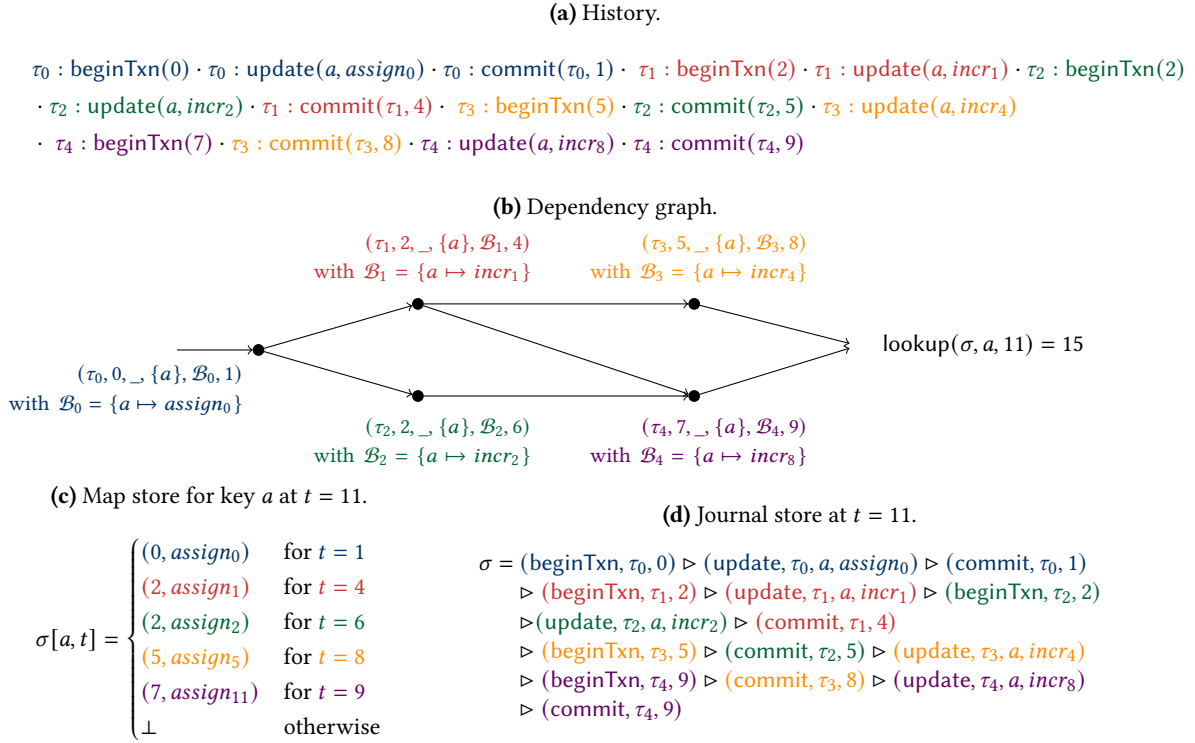 (a) History.
τ₀ : beginTxn(0) · τ₀ : update(a, assign₀) · τ₀ : commit(τ₀, 1) · τ₁ : beginTxn(2) · τ₁ : update(a, incr₁) · τ₂ : beginTxn(2)
· τ₂ : update(a, incr₂) · τ₁ : commit(τ₁, 4) · τ₃ : beginTxn(5) · τ₂ : commit(τ₂, 5) · τ₃ : update(a, incr₄)
· τ₄ : beginTxn(7) · τ₃ : commit(τ₃, 8) · τ₄ : update(a, incr₈) · τ₄ : commit(τ₄, 9)
(b) Dependency graph.
(τ₁, 2, _, {a}, ℬ₁, 4)
with ℬ₁ = {a ↦ incr₁}
(τ₃, 5, _, {a}, ℬ₃, 8)
with ℬ₃ = {a ↦ incr₄}
lookup(σ, a, 11) = 15
(τ₀, 0, _, {a}, ℬ₀, 1)
with ℬ₀ = {a ↦ assign₀}
(τ₂, 2, _, {a}, ℬ₂, 6)
with ℬ₂ = {a ↦ incr₂}
(τ₄, 7, _, {a}, ℬ₄, 9)
with ℬ₄ = {a ↦ incr₈}
(c) Map store for key a at t = 11.
σ[a, t] =
(0, assign₀) for t = 1
(2, assign₁) for t = 4
(2, assign₂) for t = 6
(5, assign₅) for t = 8
(7, assign₁₁) for t = 9
⊥ otherwise
(d) Journal store at t = 11.
σ = (beginTxn, τ₀, 0) ▷ (update, τ₀, a, assign₀) ▷ (commit, τ₀, 1)
▷ (beginTxn, τ₁, 2) ▷ (update, τ₁, a, incr₁) ▷ (beginTxn, τ₂, 2)
▷(update, τ₂, a, incr₂) ▷ (commit, τ₁, 4)
▷ (beginTxn, τ₃, 5) ▷ (commit, τ₂, 5) ▷ (update, τ₃, a, incr₄)
▷ (beginTxn, τ₄, 9) ▷ (commit, τ₃, 8) ▷ (update, τ₄, a, incr₈)
▷ (commit, τ₄, 9)